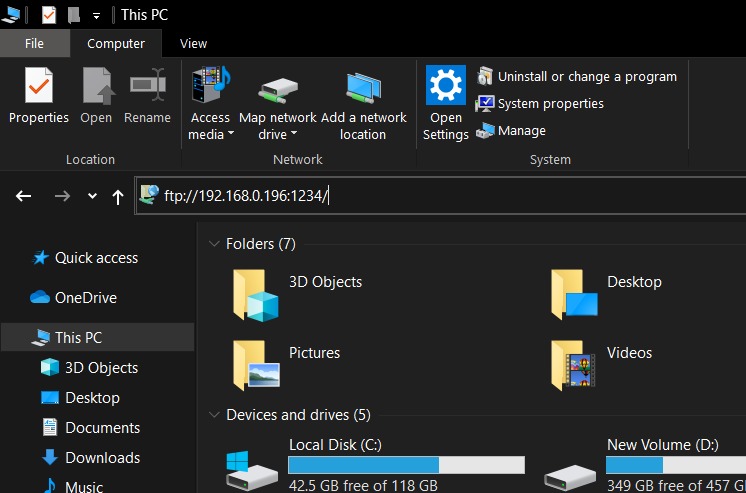 This PC
File Computer View
Properties Open Rename Access media Map network drive Add a network location Open Settings
Uninstall or change a program
System properties
Manage
Location Network System
ftp://192.168.0.196:1234/
Quick access
OneDrive
This PC
3D Objects
Desktop
Documents
Downloads
Music
Folders (7)
3D Objects Desktop
Pictures Videos
Devices and drives (5)
Local Disk (C:) New Volume (D:)
42.5 GB free of 118 GB 349 GB free of 457 G